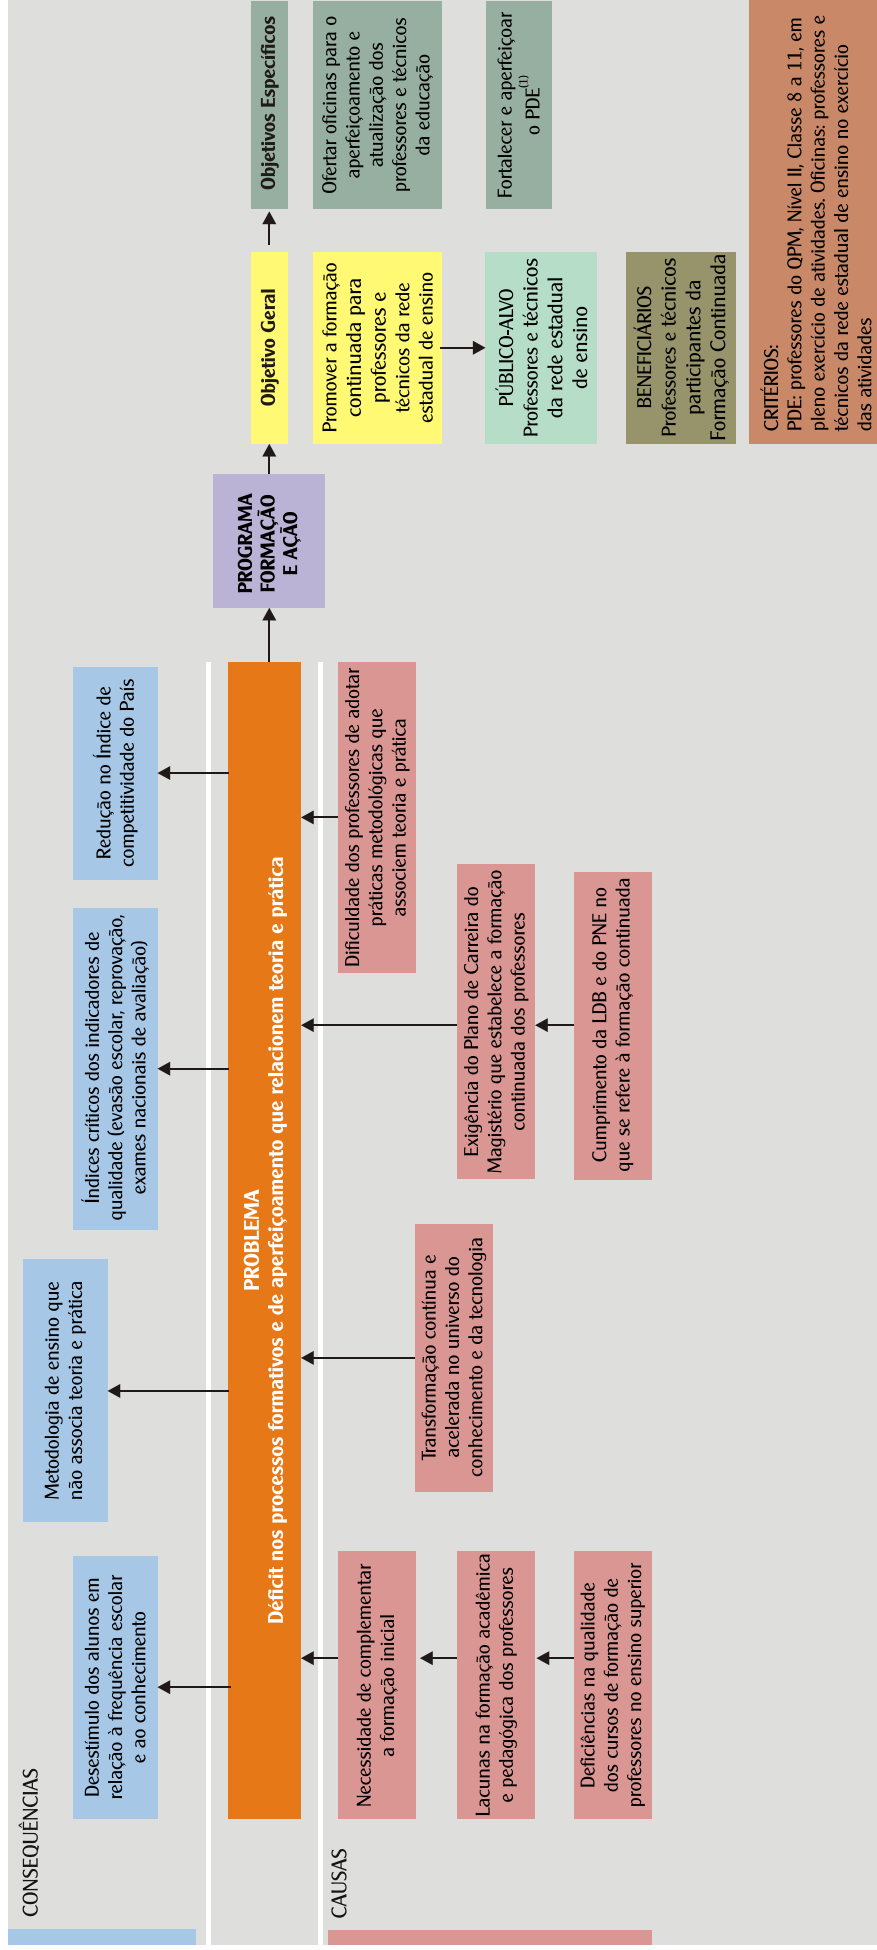 CONSEQUÊNCIAS
Desestímulo dos alunos em
relação à frequência escolar
e ao conhecimento
Metodologia de ensino que
não associa teoria e prática
Índices críticos dos indicadores de
qualidade (evasão escolar, reprovação,
exames nacionais de avaliação)
Redução no Índice de
competitividade do País
PROBLEMA
Déficit nos processos formativos e de aperfeiçoamento que relacionem teoria e prática
CAUSAS
Necessidade de complementar
a formação inicial
Lacunas na formação acadêmica
e pedagógica dos professores
Deficiências na qualidade
dos cursos de formação de
professores no ensino superior
Transformação contínua e
acelerada no universo do
conhecimento e da tecnologia
Exigência do Plano de Carreira do
Magistério que estabelece a formação
continuada dos professores
Cumprimento da LDB e do PNE no
que se refere à formação continuada
Dificuldade dos professores de adotar
práticas metodológicas que
associem teoria e prática
PROGRAMA
FORMAÇÃO
E AÇÃO
Objetivo Geral
Promover a formação
continuada para
professores e
técnicos da rede
estadual de ensino
PÚBLICO-ALVO
Professores e técnicos
da rede estadual
de ensino
BENEFICIÁRIOS
Professores e técnicos
participantes da
Formação Continuada
Objetivos Específicos
Ofertar oficinas para o
aperfeiçoamento e
atualização dos
professores e técnicos
da educação
Fortalecer e aperfeiçoar
o PDE(1)
CRITÉRIOS:
PDE: professores do QPM, Nível II, Classe 8 a 11, em
pleno exercício de atividades. Oficinas: professores e
técnicos da rede estadual de ensino no exercício
das atividades